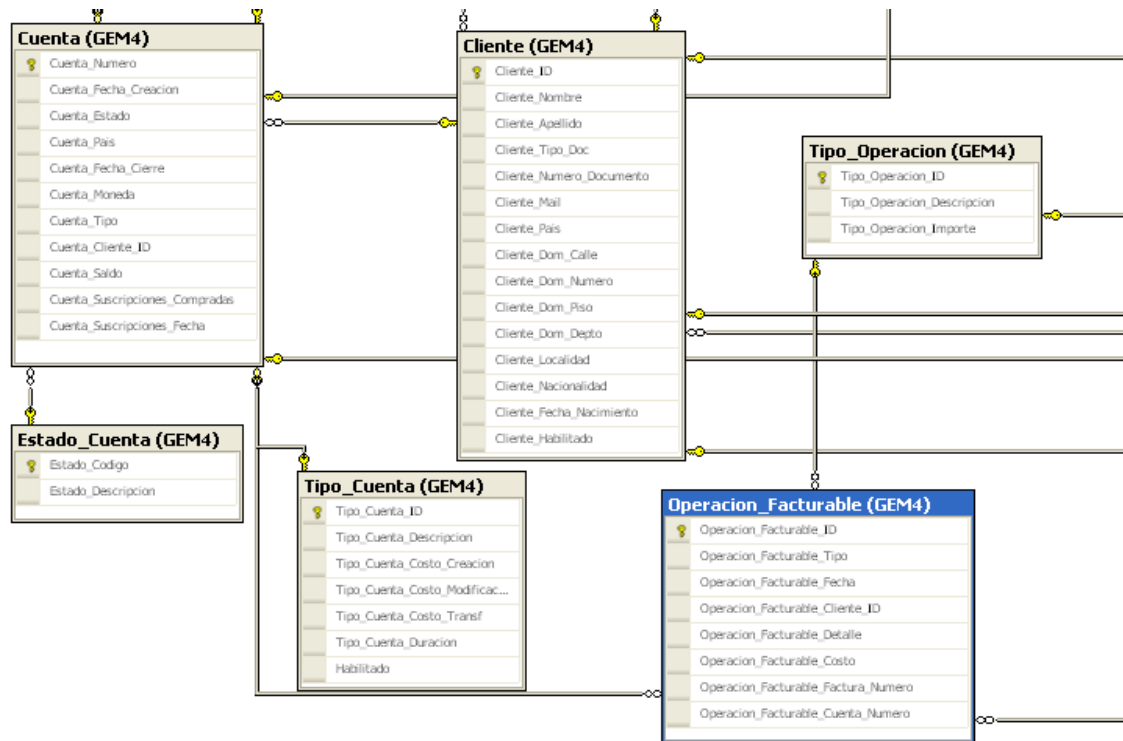 Cuenta (GEM4)
Cuenta_Numero
Cuenta_Fecha_Creacion
Cuenta_Estado
Cuenta_Pais
Cuenta_Fecha_Cierre
Cuenta_Moneda
Cuenta_Tipo
Cuenta_Cliente_ID
Cuenta_Saldo
Cuenta_Suscripciones_Compradas
Cuenta_Suscripciones_Fecha
Cliente (GEM4)
Cliente_ID
Cliente_Nombre
Cliente_Apellido
Cliente_Tipo_Doc
Cliente_Numero_Documento
Cliente_Mail
Cliente_Pais
Cliente_Dom_Calle
Cliente_Dom_Numero
Cliente_Dom_Piso
Cliente_Dom_Depto
Cliente_Localidad
Cliente_Nacionalidad
Cliente_Fecha_Nacimiento
Cliente_Habilitado
Tipo_Operacion (GEM4)
Tipo_Operacion_ID
Tipo_Operacion_Descripcion
Tipo_Operacion_Importe
Estado_Cuenta (GEM4)
Estado_Codigo
Estado_Descripcion
Tipo_Cuenta (GEM4)
Tipo_Cuenta_ID
Tipo_Cuenta_Descripcion
Tipo_Cuenta_Costo_Creacion
Tipo_Cuenta_Costo_Modificac...
Tipo_Cuenta_Costo_Transf
Tipo_Cuenta_Duracion
Habilitado
Operacion_Facturable (GEM4)
Operacion_Facturable_ID
Operacion_Facturable_Tipo
Operacion_Facturable_Fecha
Operacion_Facturable_Cliente_ID
Operacion_Facturable_Detalle
Operacion_Facturable_Costo
Operacion_Facturable_Factura_Numero
Operacion_Facturable_Cuenta_Numero